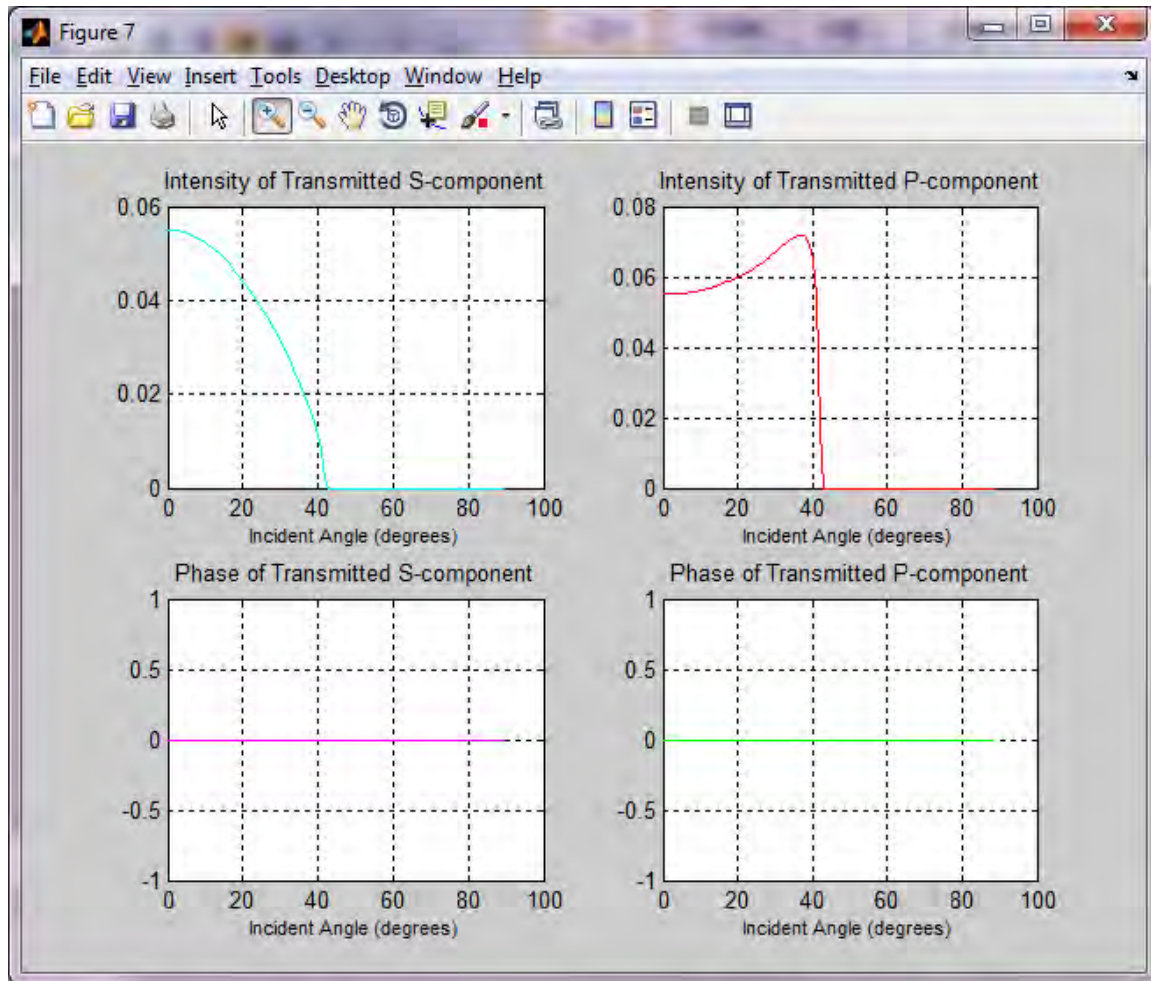 Figure 7
File Edit View Insert Tools Desktop Window Help
Intensity of Transmitted S-component
0.06
0.04
0.02
0
0 20 40 60 80 100
Incident Angle (degrees)
Intensity of Transmitted P-component
0.08
0.06
0.04
0.02
0
0 20 40 60 80 100
Incident Angle (degrees)
Phase of Transmitted S-component
1
0.5
0
-0.5
-1
0 20 40 60 80 100
Incident Angle (degrees)
Phase of Transmitted P-component
1
0.5
0
-0.5
-1
0 20 40 60 80 100
Incident Angle (degrees)